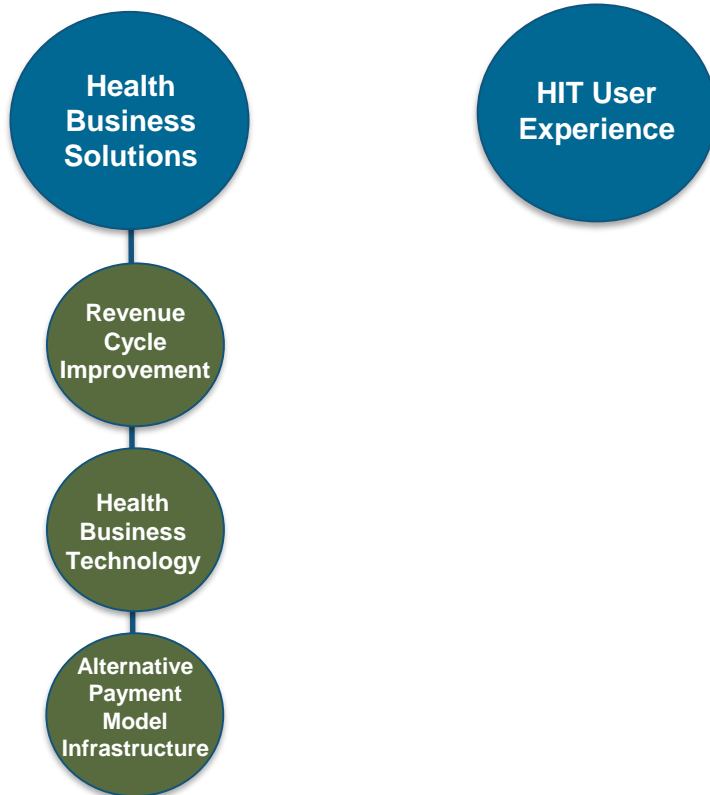 Health
Business
Solutions
HIT User
Experience
Revenue
Cycle
Improvement
Health
Business
Technology
Alternative
Payment
Model
Infrastructure